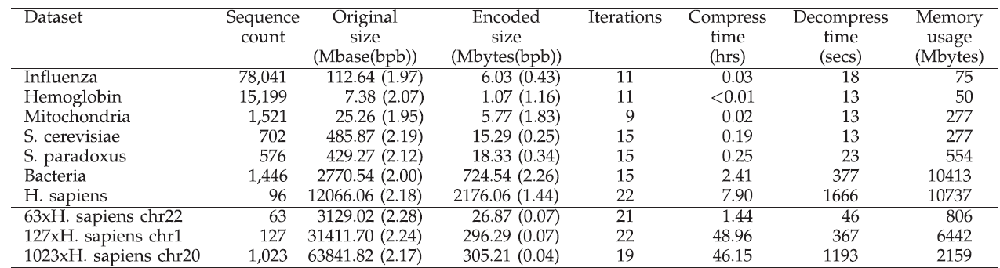 Dataset Sequence Original Encoded Iterations Compress Decompress Memory
count size size time time usage
(Mbase(bpb)) (Mbytes(bpb)) (hrs) (secs) (Mbytes)
Influenza 78,041 112.64 (1.97) 6.03 (0.43) 11 0.03 18 75
Hemoglobin 15,199 7.38 (2.07) 1.07 (1.16) 11 <0.01 13 50
Mitochondria 1,521 25.26 (1.95) 5.77 (1.83) 9 0.02 13 277
S. cerevisiae 702 485.87 (2.19) 15.29 (0.25) 15 0.19 13 277
S. paradoxus 576 429.27 (2.12) 18.33 (0.34) 15 0.25 23 554
Bacteria 1,446 2770.54 (2.00) 724.54 (2.26) 15 2.41 377 10413
H. sapiens 96 12066.06 (2.18) 2176.06 (1.44) 22 7.90 1666 10737
63xH. sapiens chr22 63 3129.02 (2.28) 26.87 (0.07) 21 1.44 46 806
127xH. sapiens chr1 127 31411.70 (2.24) 296.29 (0.07) 22 48.96 367 6442
1023xH. sapiens chr20 1,023 63841.82 (2.17) 305.21 (0.04) 19 46.15 1193 2159